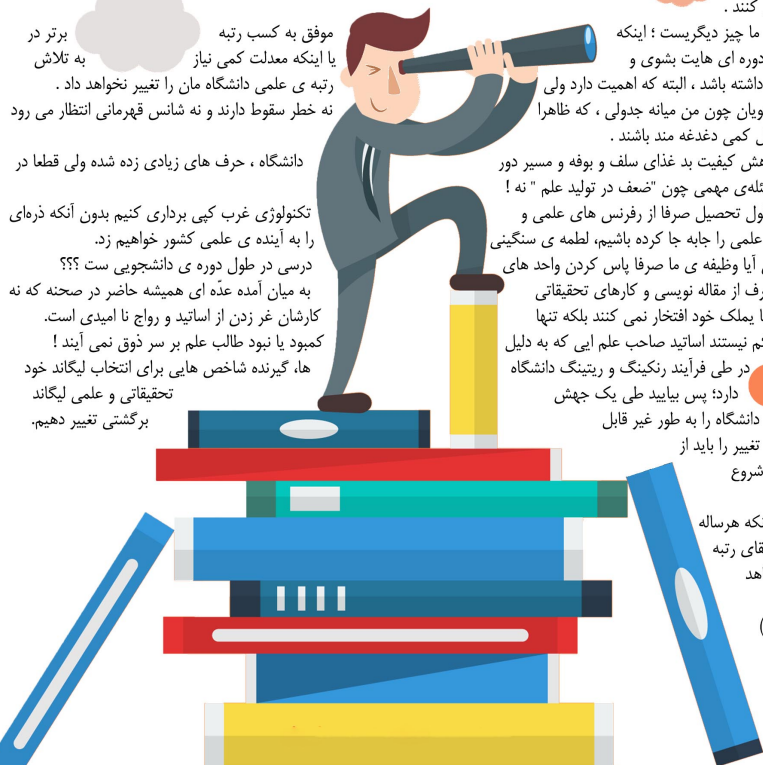 کنند .
ما چیز دیگریست ؛ اینکه موفق به کسب رتبه برتر در
دوره ای هایت بشوی و یا اینکه معدلت کمی نیاز به تلاش
داشته باشد ، البته که اهمیت دارد ولی رتبه ی علمی دانشگاه مان را تغییر نخواهد داد .
ویان چون من میانه جدولی ، که ظاهرا نه خطر سقوط دارند و نه شانس قهرمانی انتظار می رود
کمی دغدغه مند باشند .
هش کیفیت بد غذای سلف و بوفه و مسیر دور دانشگاه ، حرف های زیادی زده شده ولی قطعا در
ئله‌ی مهمی چون "ضعف در تولید علم " نه !
ول تحصیل صرفا از رفرنس های علمی و تکنولوژی غرب کپی برداری کنیم بدون آنکه ذره‌ای
علمی را جابه جا کرده باشیم، لطمه ی سنگینی را به آینده ی علمی کشور خواهیم زد.
آیا وظیفه ی ما صرفا پاس کردن واحد های درسی در طول دوره ی دانشجویی ست ؟؟؟
رف از مقاله نویسی و کارهای تحقیقاتی به میان آمده عدّه ای همیشه حاضر در صحنه که نه
ا یملک خود افتخار نمی کنند بلکه تنها کارشان غر زدن از اساتید و رواج نا امیدی است.
کم نیستند اساتید صاحب علم ایی که به دلیل کمبود یا نبود طالب علم بر سر ذوق نمی آیند !
در طی فرآیند رنکینگ و ریتینگ دانشگاه ها، گیرنده شاخص هایی برای انتخاب لیگاند خود
دارد؛ پس بیایید طی یک جهش تحقیقاتی و علمی لیگاند
دانشگاه را به طور غیر قابل برگشتی تغییر دهیم.
تغییر را باید از
شروع
نکه هرساله
قای رتبه
هد
)